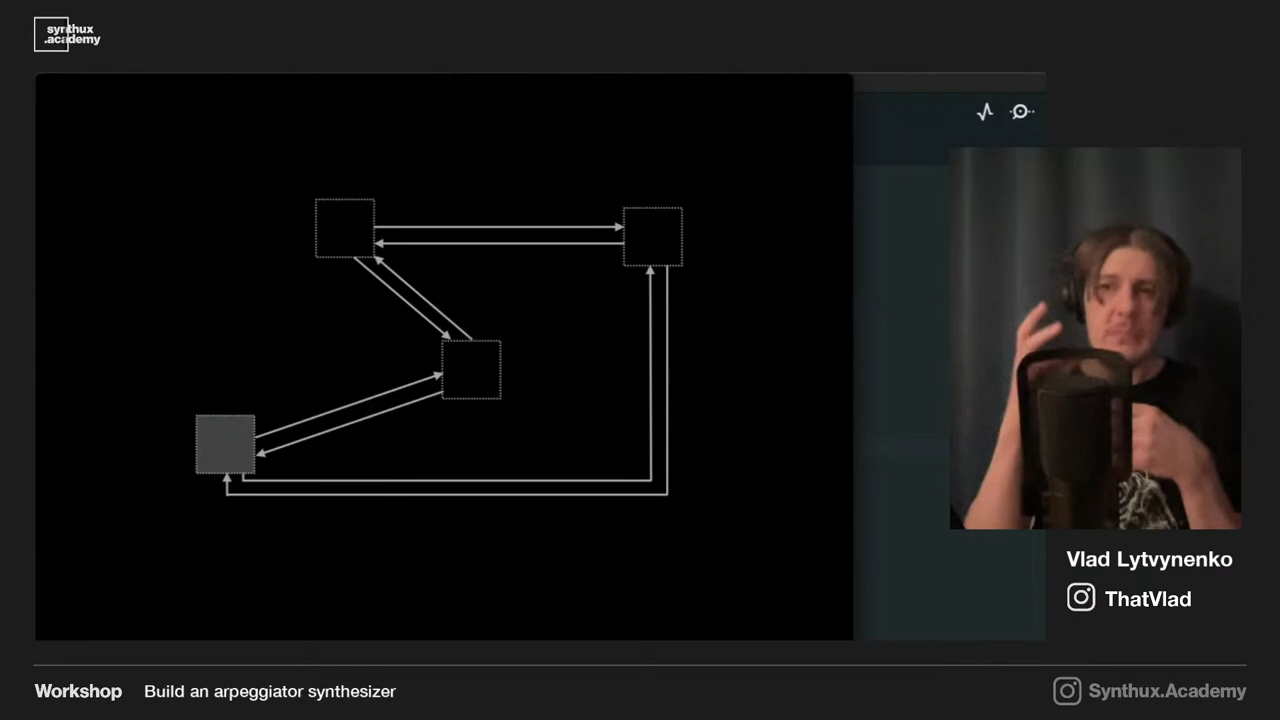 synthux
.academy
Vlad Lytvynenko
ThatVlad
Workshop Build an arpeggiator synthesizer
Synthux.Academy